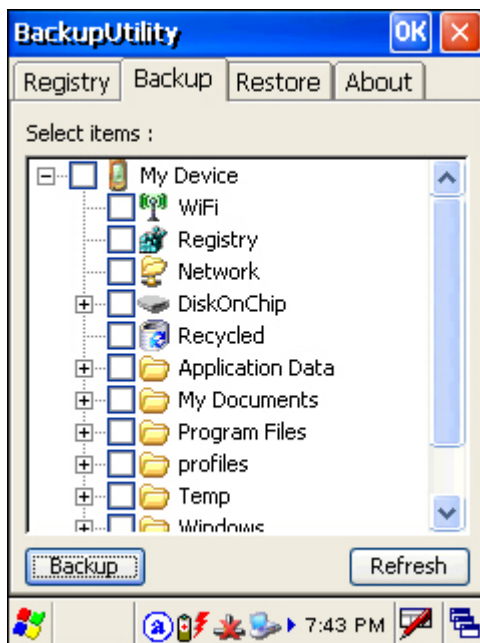 BackupUtility OK
Registry Backup Restore About
Select items :
My Device
WiFi
Registry
Network
DiskOnChip
Recycled
Application Data
My Documents
Program Files
profiles
Temp
Windows
Backup Refresh
a 7:43 PM